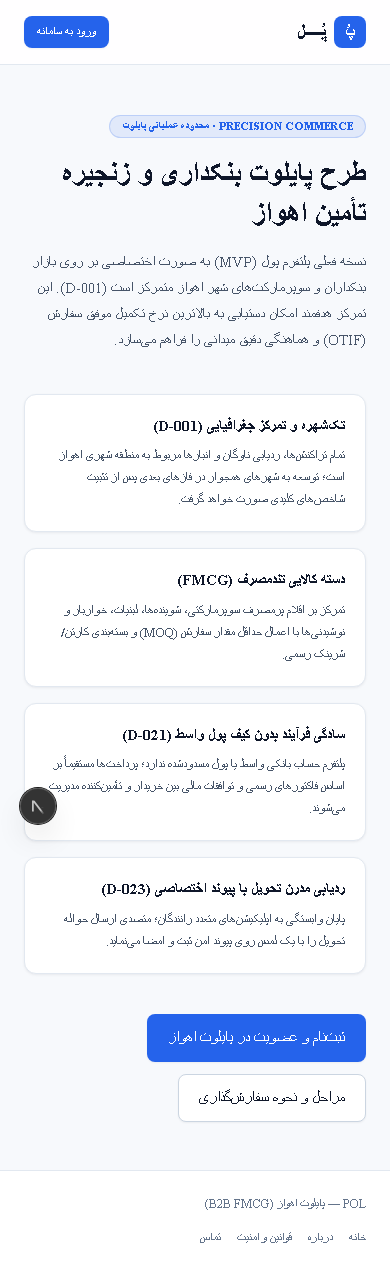 پُ
پُـــل
ورود به سامانه
PRECISION COMMERCE • محدوده عملیاتی پایلوت
طرح پایلوت بنکداری و زنجیره
تأمین اهواز
نسخه فعلی پلتفرم پول (MVP) به صورت اختصاصی بر روی بازار
بنکداران و سوپرمارکت‌های شهر اهواز متمرکز است (D-001). این
تمرکز هدفمند امکان دستیابی به بالاترین نرخ تکمیل موفق سفارش
(OTIF) و هماهنگی دقیق میدانی را فراهم می‌سازد.
تک‌شهره و تمرکز جغرافیایی (D-001)
تمام تراکنش‌ها، ردیابی ناوگان و انبارها مربوط به منطقه شهری اهواز
است؛ توسعه به شهرهای همجوار در فازهای بعدی پس از تثبیت
شاخص‌های کلیدی صورت خواهد گرفت.
دسته کالایی تندمصرف (FMCG)
تمرکز بر اقلام پرمصرف سوپرمارکتی، شوینده‌ها، لبنیات، خواربار و
نوشیدنی‌ها با اعمال حداقل مقدار سفارش (MOQ) و بسته‌بندی کارتن/
شرینک رسمی.
سادگی فرآیند بدون کیف پول واسط (D-021)
پلتفرم حساب بانکی واسط یا پول مسدودشده ندارد؛ پرداخت‌ها مستقیماً بر
اساس فاکتورهای رسمی و توافقات مالی بین خریدار و تأمین‌کننده مدیریت
می‌شوند.
ردیابی مدرن تحویل با پیوند اختصاصی (D-023)
پایان وابستگی به اپلیکیشن‌های متعدد رانندگان؛ متصدی ارسال حواله
تحویل را با یک لمس روی پیوند امن ثبت و امضا می‌نماید.
ثبت‌نام و عضویت در پایلوت اهواز
مراحل و نحوه سفارش‌گذاری
POL — پایلوت اهواز (B2B FMCG)
خانه درباره قوانین و امنیت تماس